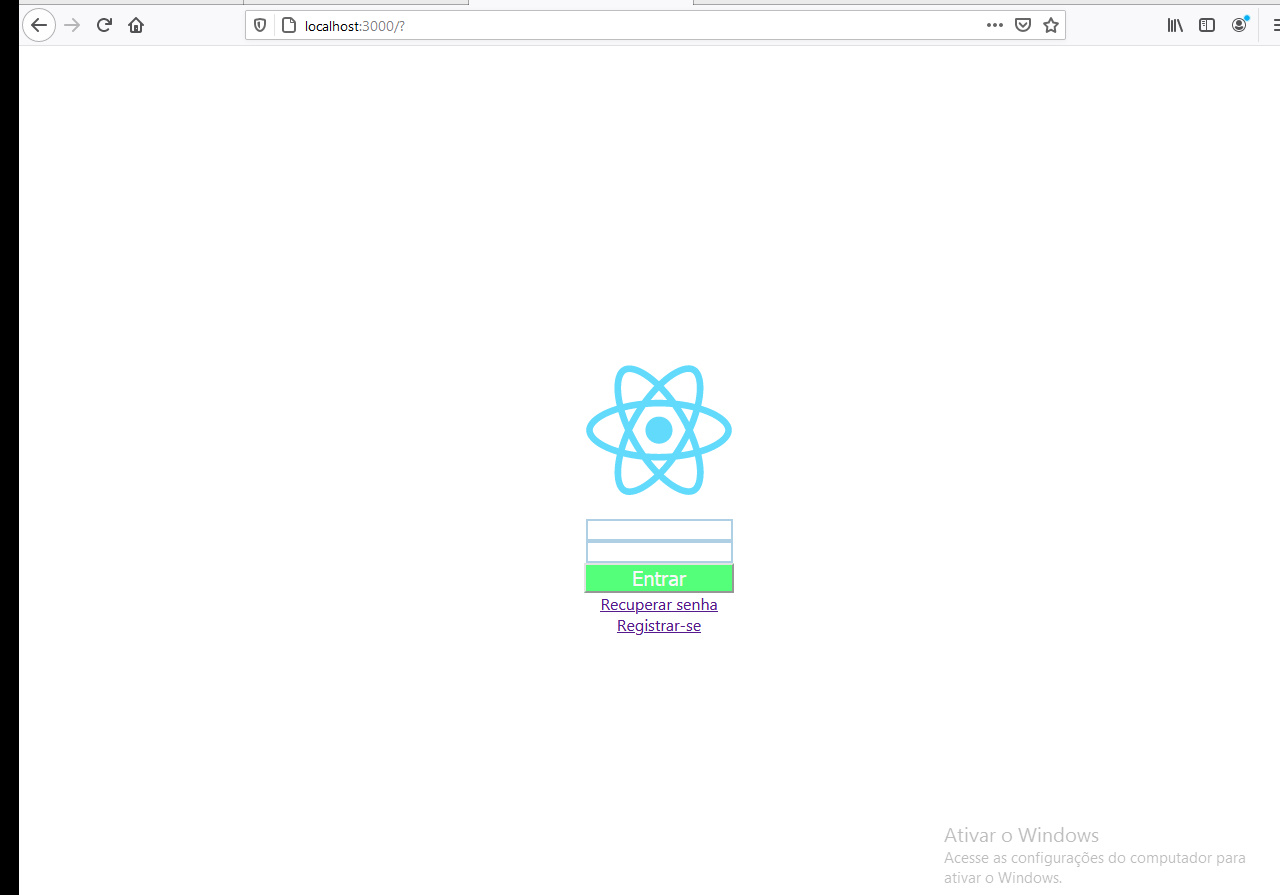 localhost:3000/?
Entrar
Recuperar senha
Registrar-se
Ativar o Windows
Acesse as configurações do computador para
ativar o Windows.